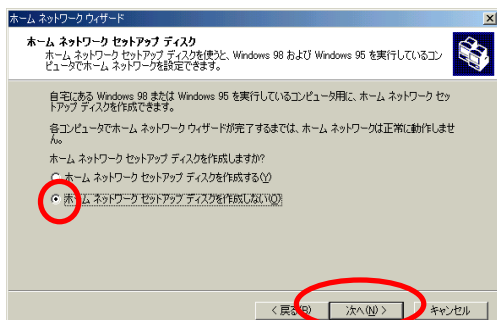 ホーム ネットワーク ウィザード
ホーム ネットワーク セットアップ ディスク
ホーム ネットワーク セットアップ ディスクを使うと、Windows 98 および Windows 95 を実行しているコン
ピュータでホーム ネットワークを設定できます。
自宅にある Windows 98 または Windows 95 を実行しているコンピュータ用に、ホーム ネットワーク セッ
トアップ ディスクを作成できます。
各コンピュータでホーム ネットワーク ウィザードが完了するまでは、ホーム ネットワークは正常に動作しませ
ん。
ホーム ネットワーク セットアップ ディスクを作成しますか?
ホーム ネットワーク セットアップ ディスクを作成する(Y)
ホーム ネットワーク セットアップ ディスクを作成しない(O)
< 戻る(B) 次へ(N) > キャンセル